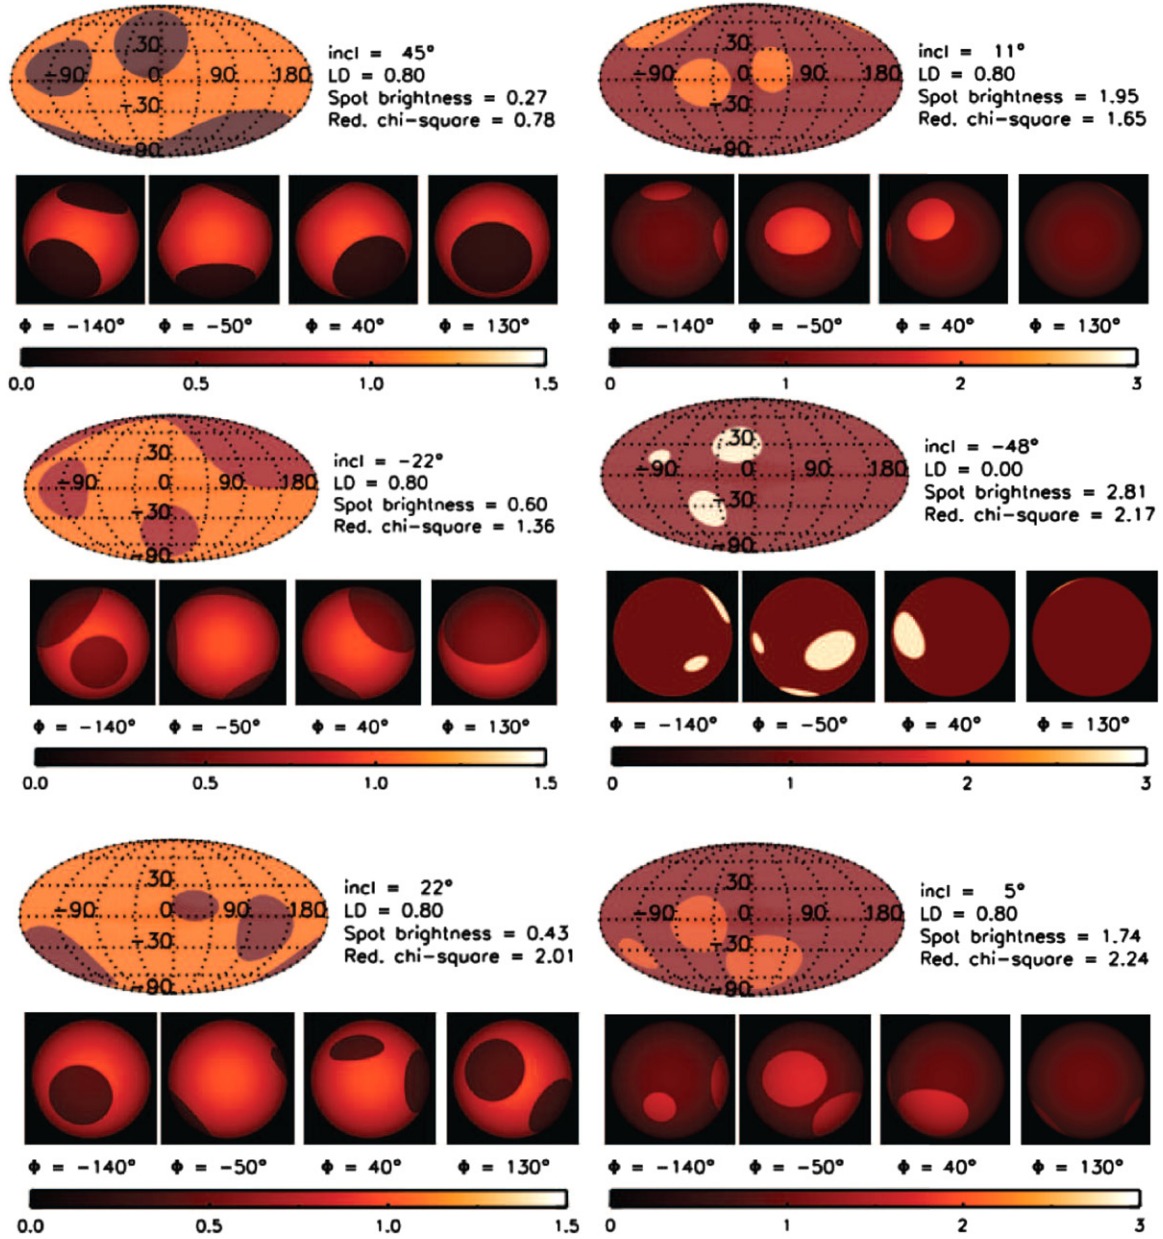 30
-90 0 90 180
-30
-90
incl = 45°
LD = 0.80
Spot brightness = 0.27
Red. chi-square = 0.78
Φ = -140° Φ = -50° Φ = 40° Φ = 130°
0.0 0.5 1.0 1.5
30
-90 0 90 180
-30
-90
incl = 11°
LD = 0.80
Spot brightness = 1.95
Red. chi-square = 1.65
Φ = -140° Φ = -50° Φ = 40° Φ = 130°
0 1 2 3
30
-90 0 90 180
-30
-90
incl = -22°
LD = 0.80
Spot brightness = 0.60
Red. chi-square = 1.36
Φ = -140° Φ = -50° Φ = 40° Φ = 130°
0.0 0.5 1.0 1.5
30
-90 0 90 180
-30
-90
incl = -48°
LD = 0.00
Spot brightness = 2.81
Red. chi-square = 2.17
Φ = -140° Φ = -50° Φ = 40° Φ = 130°
0 1 2 3
30
-90 0 90 180
-30
-90
incl = 22°
LD = 0.80
Spot brightness = 0.43
Red. chi-square = 2.01
Φ = -140° Φ = -50° Φ = 40° Φ = 130°
0.0 0.5 1.0 1.5
30
-90 0 90 180
-30
-90
incl = 5°
LD = 0.80
Spot brightness = 1.74
Red. chi-square = 2.24
Φ = -140° Φ = -50° Φ = 40° Φ = 130°
0 1 2 3